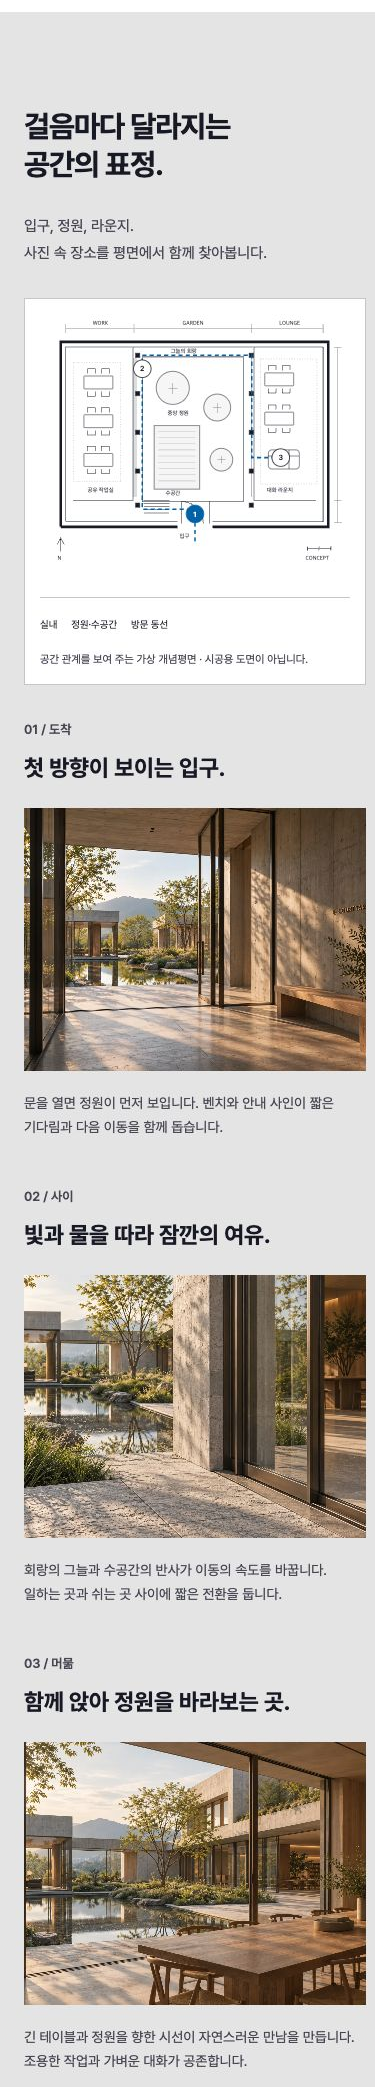 걸음마다 달라지는
공간의 표정.
입구, 정원, 라운지.
사진 속 장소를 평면에서 함께 찾아봅니다.
WORK GARDEN LOUNGE
그늘의 회랑
2
중앙 정원
3
공유 작업실 수공간 대화 라운지
1
입구
N CONCEPT
실내 정원·수공간 방문 동선
공간 관계를 보여 주는 가상 개념평면 · 시공용 도면이 아닙니다.
01 / 도착
첫 방향이 보이는 입구.
문을 열면 정원이 먼저 보입니다. 벤치와 안내 사인이 짧은
기다림과 다음 이동을 함께 돕습니다.
02 / 사이
빛과 물을 따라 잠깐의 여유.
회랑의 그늘과 수공간의 반사가 이동의 속도를 바꿉니다.
일하는 곳과 쉬는 곳 사이에 짧은 전환을 둡니다.
03 / 머묾
함께 앉아 정원을 바라보는 곳.
긴 테이블과 정원을 향한 시선이 자연스러운 만남을 만듭니다.
조용한 작업과 가벼운 대화가 공존합니다.